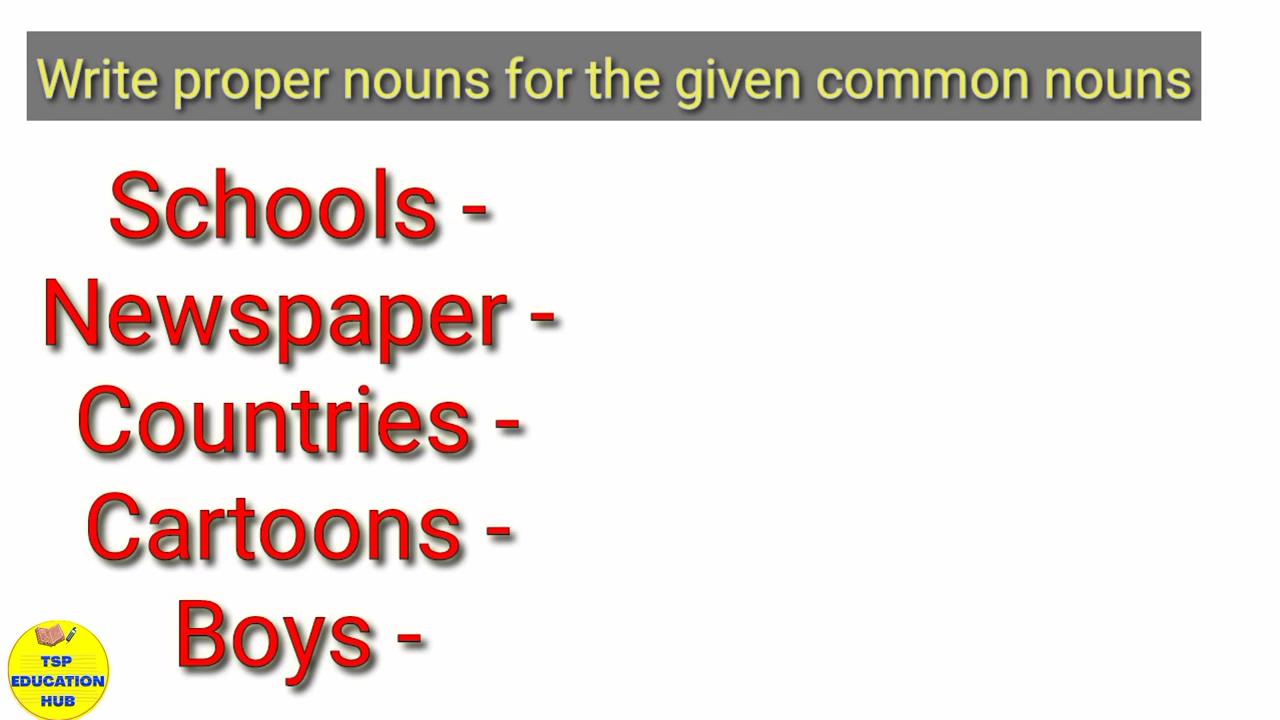 Write proper nouns for the given common nouns
Schools -
Newspaper -
Countries -
Cartoons -
Boys -
TSP
EDUCATION
HUB